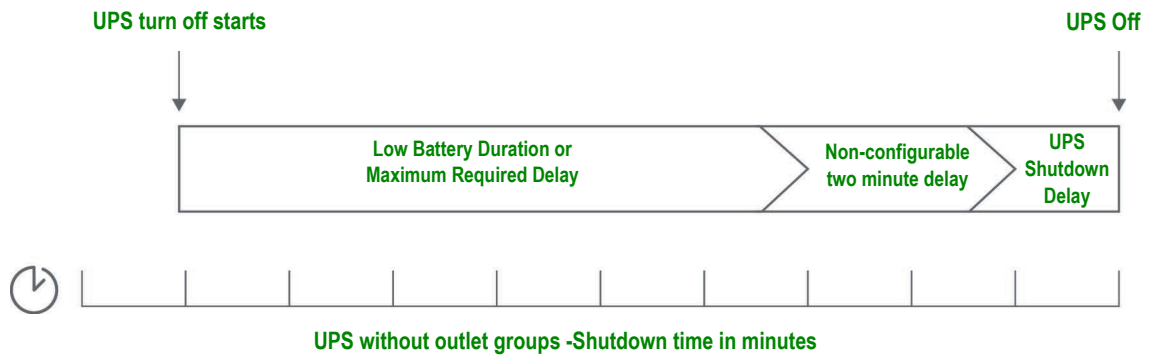 UPS turn off starts
UPS Off
Low Battery Duration or
Maximum Required Delay
Non-configurable
two minute delay
UPS
Shutdown
Delay
UPS without outlet groups -Shutdown time in minutes